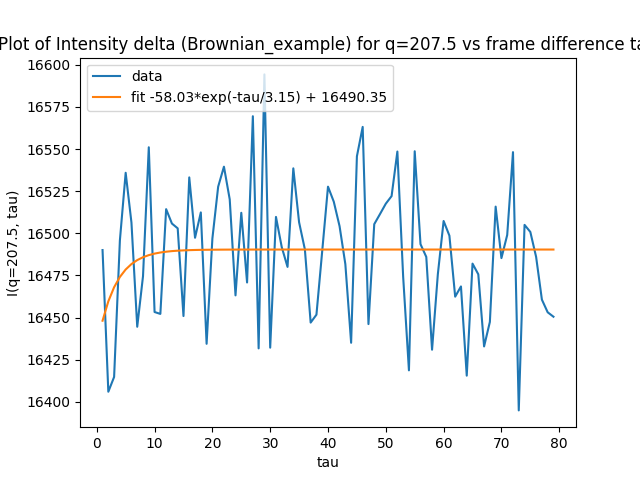 Plot of Intensity delta (Brownian_example) for q=207.5 vs frame difference ta
data
fit -58.03*exp(-tau/3.15) + 16490.35
I(q=207.5, tau)
16600
16575
16550
16525
16500
16475
16450
16425
16400
0 10 20 30 40 50 60 70 80
tau